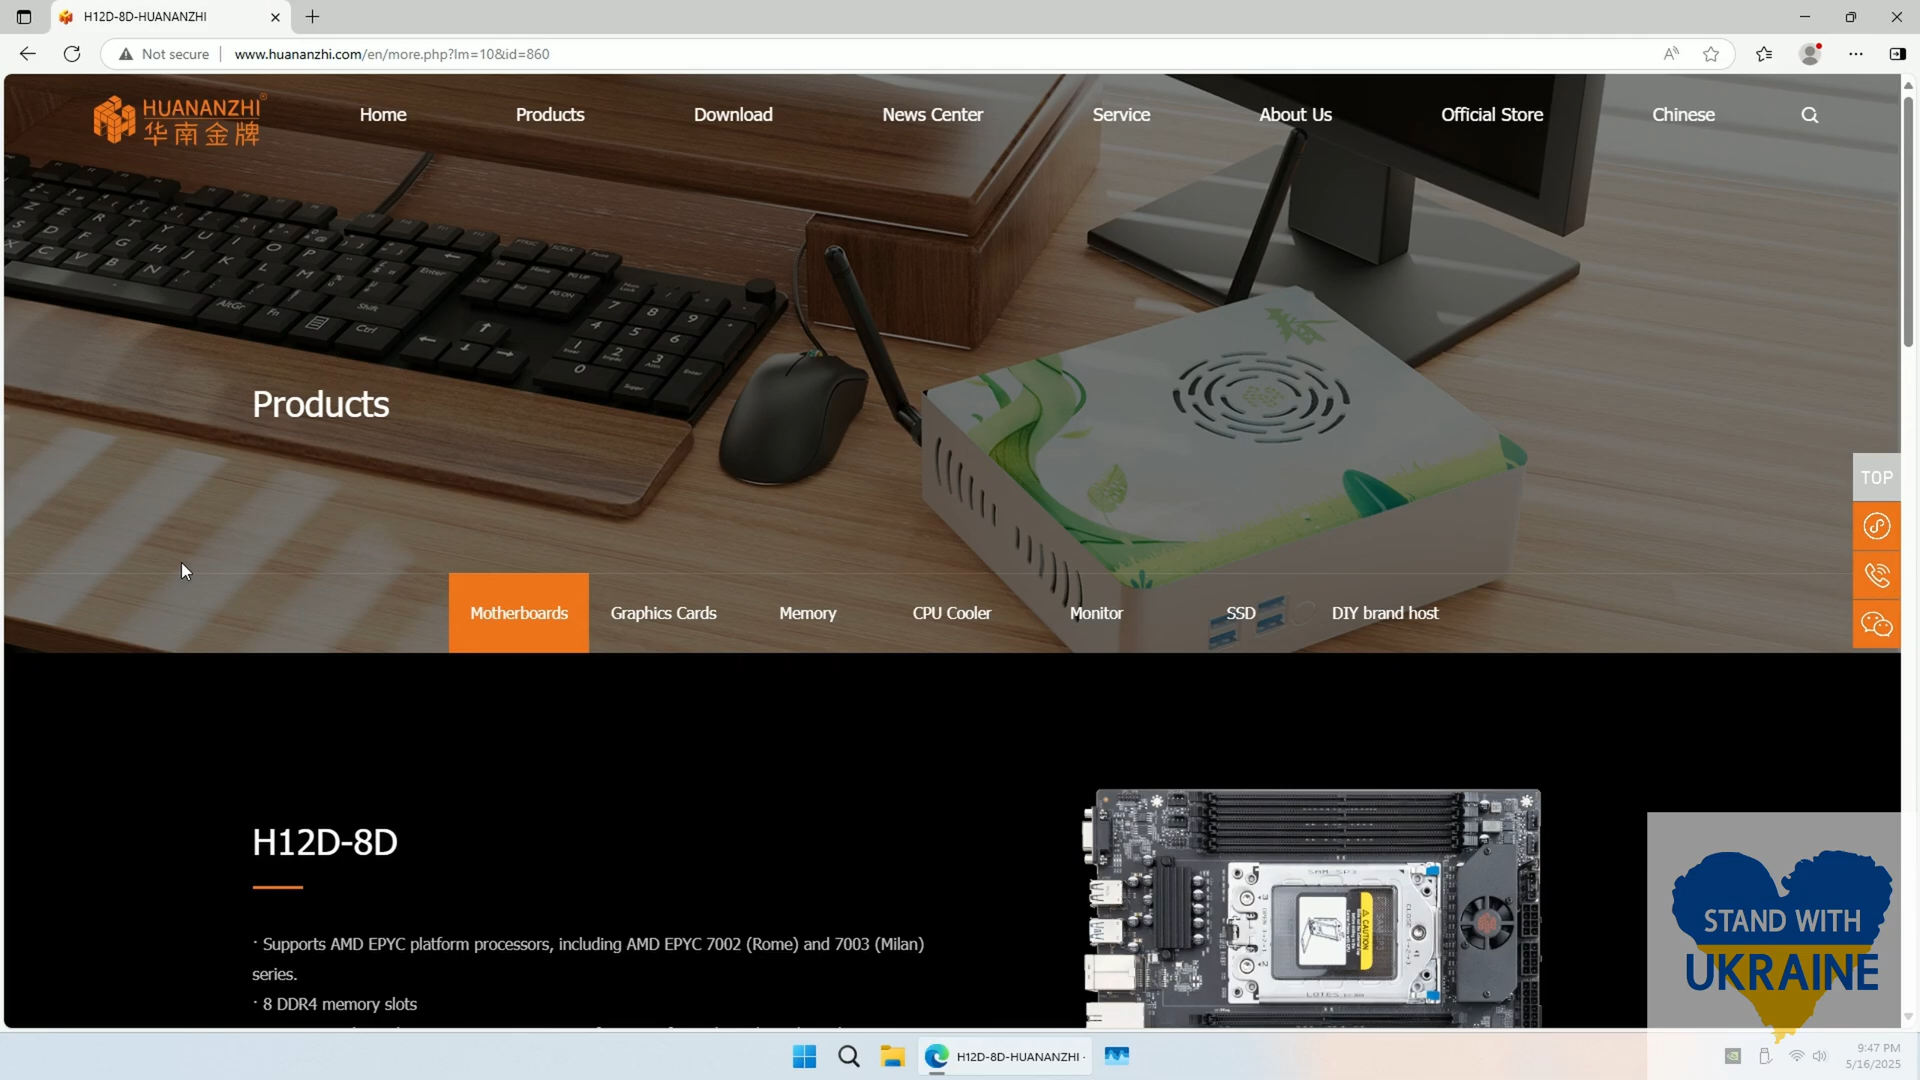 H12D-8D-HUANANZHI
Not secure
www.huananzhi.com/en/more.php?lm=10&id=860
HUANANZHI
华南金牌
Home
Products
Download
News Center
Service
About Us
Official Store
Chinese
Products
TOP
Motherboards
Graphics Cards
Memory
CPU Cooler
Monitor
SSD
DIY brand host
H12D-8D
· Supports AMD EPYC platform processors, including AMD EPYC 7002 (Rome) and 7003 (Milan)
series.
· 8 DDR4 memory slots
CAUTION
LOTES
STAND WITH
UKRAINE
H12D-8D-HUANANZHI -
9:47 PM
5/16/2025